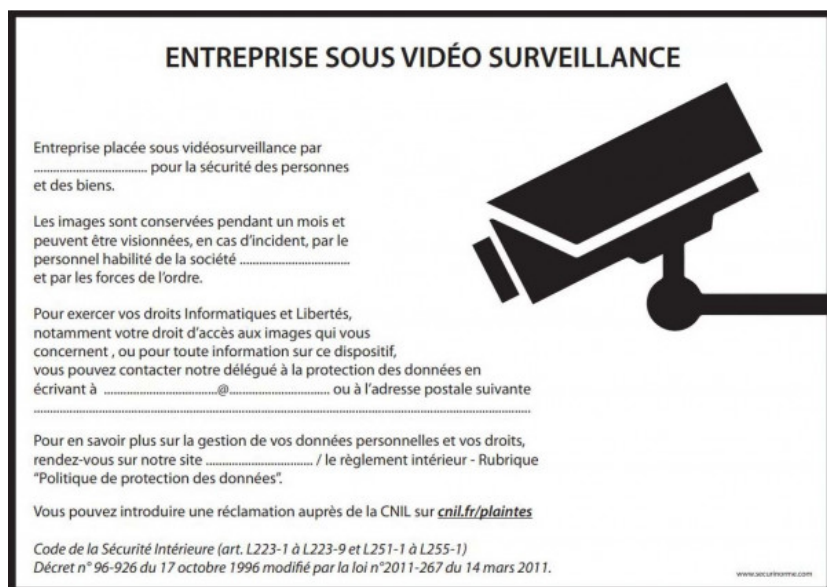 ENTREPRISE SOUS VIDÉO SURVEILLANCE
Entreprise placée sous vidéosurveillance par
..................................... pour la sécurité des personnes
et des biens.
Les images sont conservées pendant un mois et
peuvent être visionnées, en cas d'incident, par le
personnel habilité de la société ....................................
et par les forces de l'ordre.
Pour exercer vos droits Informatiques et Libertés,
notamment votre droit d'accès aux images qui vous
concernent , ou pour toute information sur ce dispositif,
vous pouvez contacter notre délégué à la protection des données en
écrivant à .....................................@................................. ou à l'adresse postale suivante
....................................................................................................................................................................
Pour en savoir plus sur la gestion de vos données personnelles et vos droits,
rendez-vous sur notre site ................................... / le règlement intérieur - Rubrique
"Politique de protection des données".
Vous pouvez introduire une réclamation auprès de la CNIL sur cnil.fr/plaintes
Code de la Sécurité Intérieure (art. L223-1 à L223-9 et L251-1 à L255-1)
Décret n° 96-926 du 17 octobre 1996 modifié par la loi n°2011-267 du 14 mars 2011.
www.securinorme.com